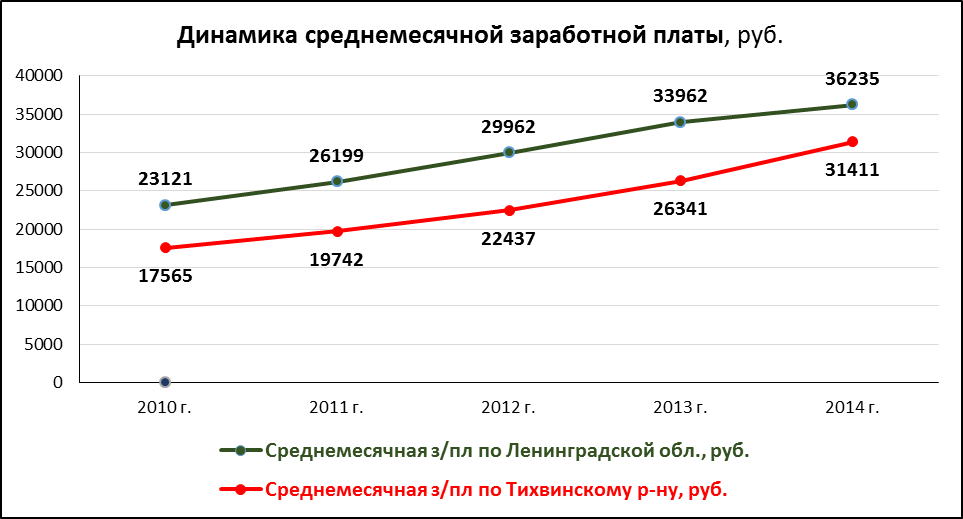 Динамика среднемесячной заработной платы, руб.
40000
35000
30000
25000
20000
15000
10000
5000
0
23121
26199
29962
33962
36235
17565
19742
22437
26341
31411
2010 г.
2011 г.
2012 г.
2013 г.
2014 г.
Среднемесячная з/пл по Ленинградской обл., руб.
Среднемесячная з/пл по Тихвинскому р-ну, руб.